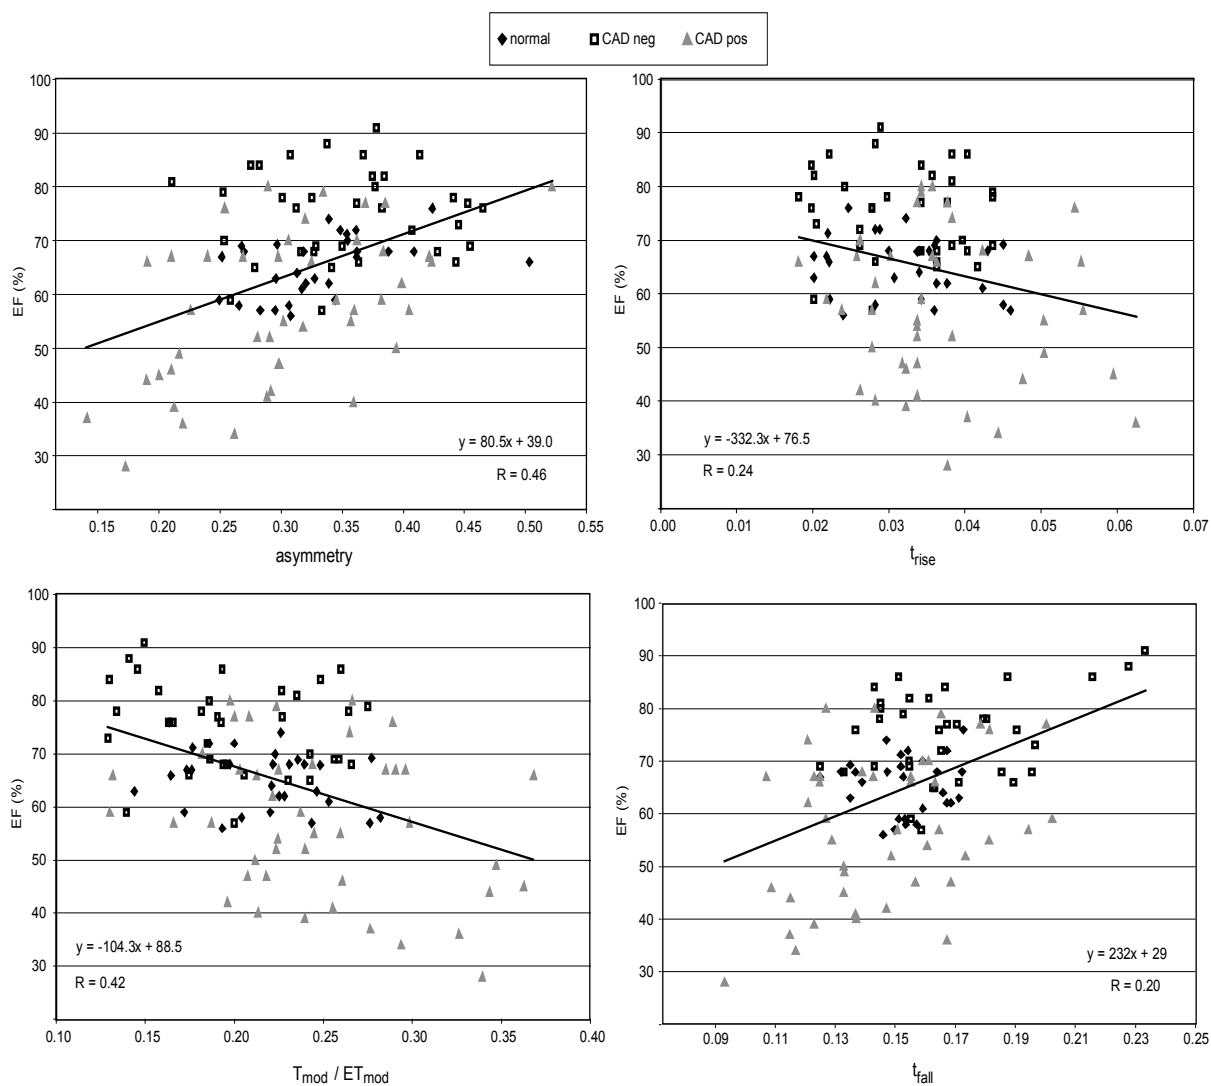 normal CAD neg CAD pos
100
90
80
70
60
50
40
30
EF (%)
0.15 0.20 0.25 0.30 0.35 0.40 0.45 0.50 0.55
asymmetry
y = 80.5x + 39.0
R = 0.46
100
90
80
70
60
50
40
30
EF (%)
0.00 0.01 0.02 0.03 0.04 0.05 0.06 0.07
t_rise
y = -332.3x + 76.5
R = 0.24
100
90
80
70
60
50
40
30
EF (%)
0.10 0.15 0.20 0.25 0.30 0.35 0.40
T_mod / ET_mod
y = -104.3x + 88.5
R = 0.42
100
90
80
70
60
50
40
30
EF (%)
0.09 0.11 0.13 0.15 0.17 0.19 0.21 0.23 0.25
t_fall
y = 232x + 29
R = 0.20